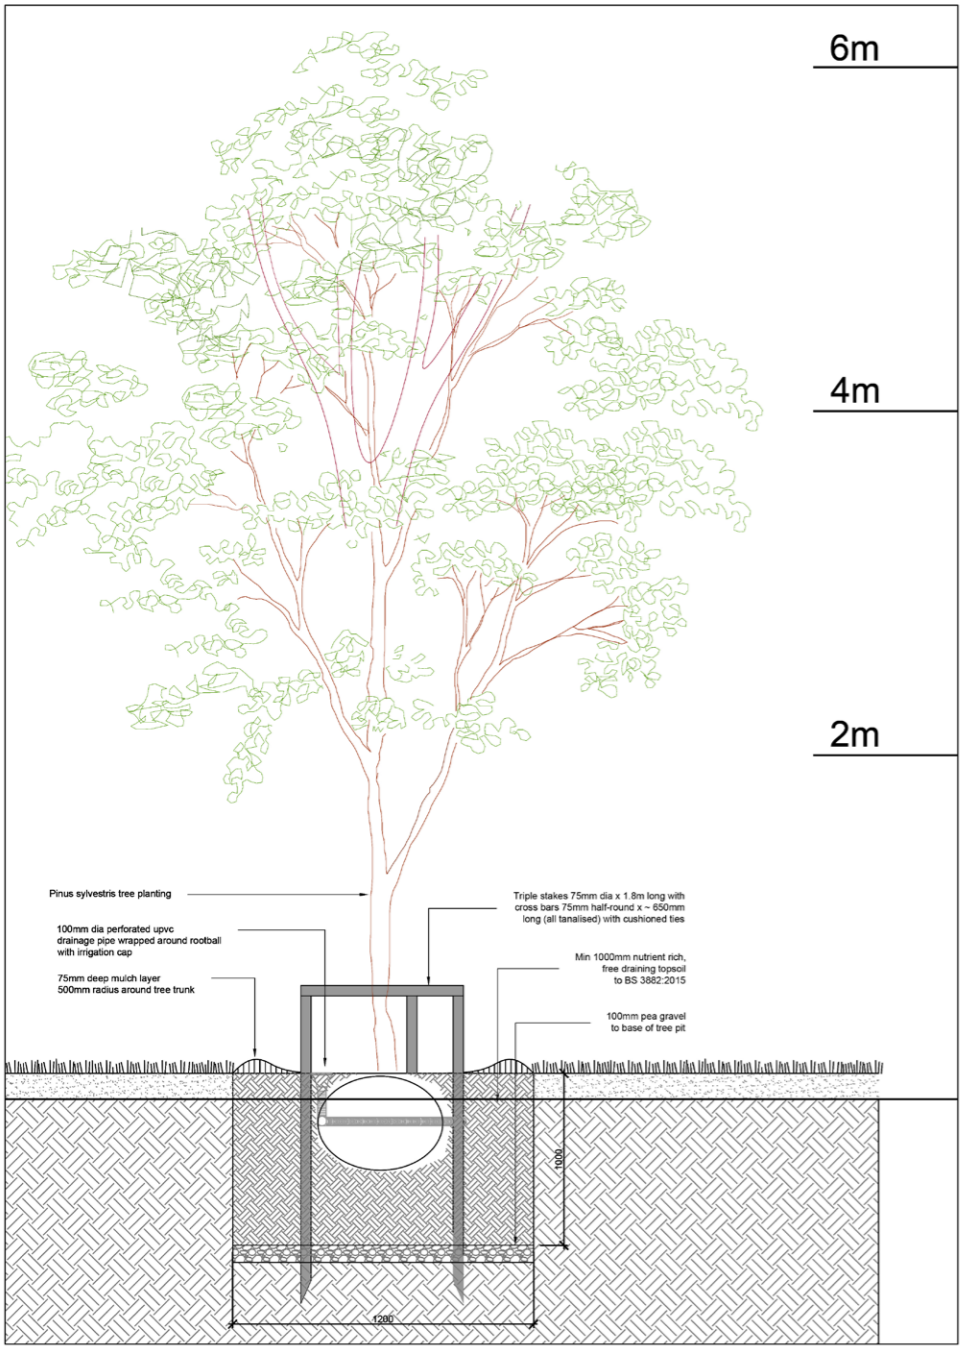 6m
4m
2m
Pinus sylvestris tree planting
100mm dia perforated upvc
drainage pipe wrapped around rootball
with irrigation cap
75mm deep mulch layer
500mm radius around tree trunk
Triple stakes 75mm dia x 1.8m long with
cross bars 75mm half-round x ~ 650mm
long (all tanalised) with cushioned ties
Min 1000mm nutrient rich,
free draining topsoil
to BS 3882:2015
100mm pea gravel
to base of tree pit
1000
1200